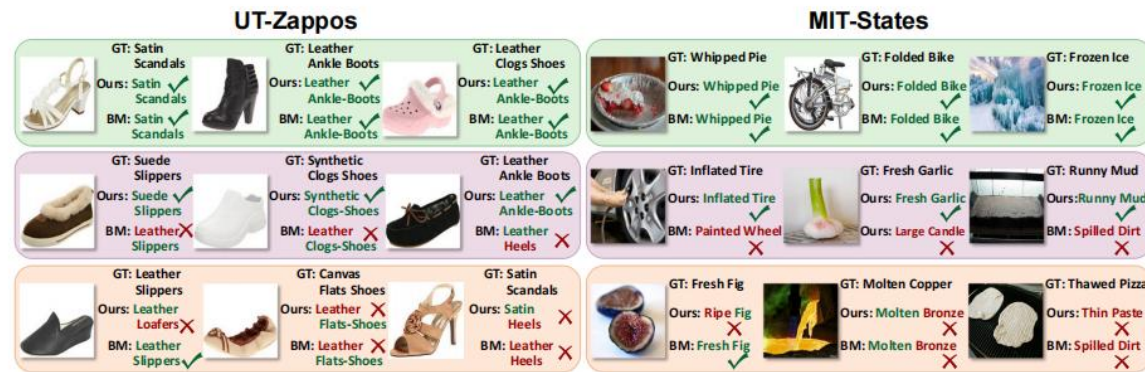 UT-Zappos
GT: Satin
Scandals
Ours: Satin
Scandals
BM: Satin
Scandals
GT: Leather
Ankle Boots
Ours: Leather
Ankle-Boots
BM: Leather
Ankle-Boots
GT: Leather
Clogs Shoes
Ours: Leather
Ankle-Boots
BM: Leather
Ankle-Boots
GT: Suede
Slippers
Ours: Suede
Slippers
BM: Leather
Slippers
GT: Synthetic
Clogs Shoes
Ours: Synthetic
Clogs-Shoes
BM: Leather
Clogs-Shoes
GT: Leather
Ankle Boots
Ours: Leather
Ankle-Boots
BM: Leather
Heels
GT: Leather
Slippers
Ours: Leather
Loafers
BM: Leather
Slippers
GT: Canvas
Flats Shoes
Ours: Leather
Flats-Shoes
BM: Leather
Flats-Shoes
GT: Satin
Scandals
Ours: Satin
Heels
BM: Leather
Heels
MIT-States
GT: Whipped Pie
Ours: Whipped Pie
BM: Whipped Pie
GT: Folded Bike
Ours: Folded Bike
BM: Folded Bike
GT: Frozen Ice
Ours: Frozen Ice
BM: Frozen Ice
GT: Inflated Tire
Ours: Inflated Tire
BM: Painted Wheel
GT: Fresh Garlic
Ours: Fresh Garlic
Ours: Large Candle
GT: Runny Mud
Ours:Runny Mud
BM: Spilled Dirt
GT: Fresh Fig
Ours: Ripe Fig
BM: Fresh Fig
GT: Molten Copper
Ours: Molten Bronze
BM: Molten Bronze
GT: Thawed Pizza
Ours: Thin Paste
BM: Spilled Dirt